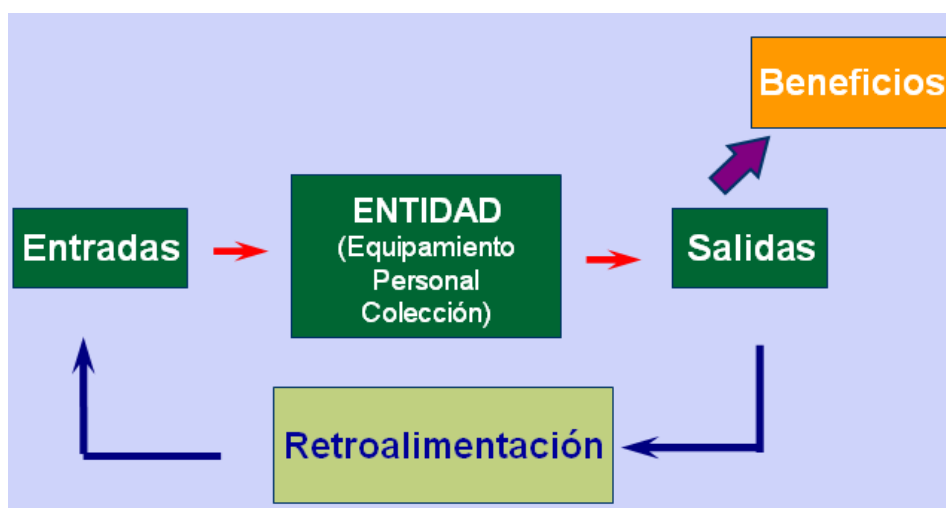 Beneficios
Entradas
ENTIDAD
(Equipamiento
Personal
Colección)
Salidas
Retroalimentación